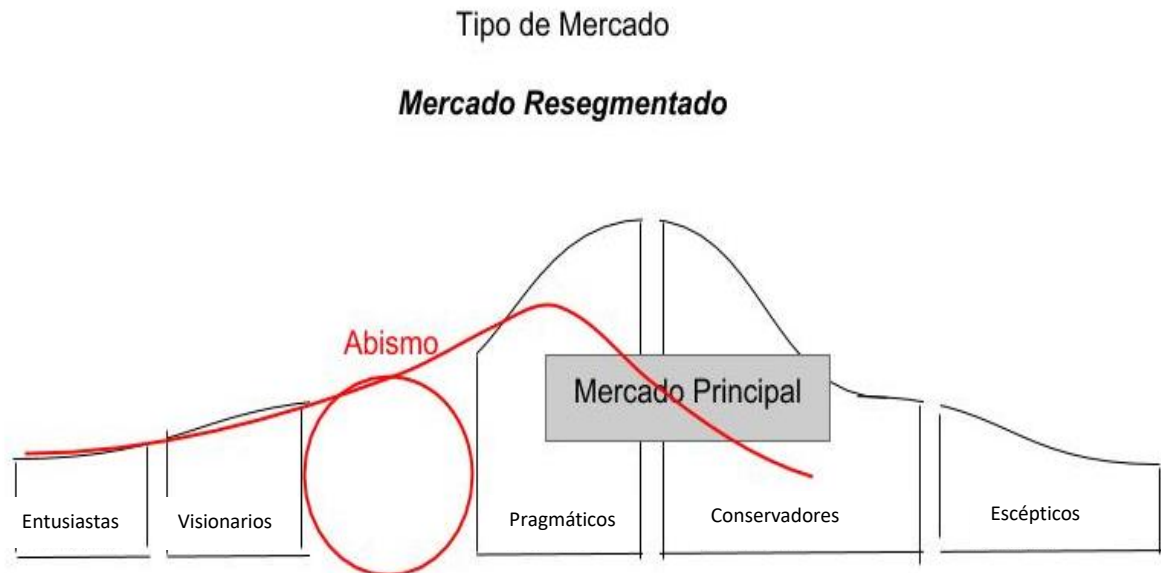 Tipo de Mercado
Mercado Resegmentado
Abismo
Mercado Principal
Entusiastas
Visionarios
Pragmáticos
Conservadores
Escépticos